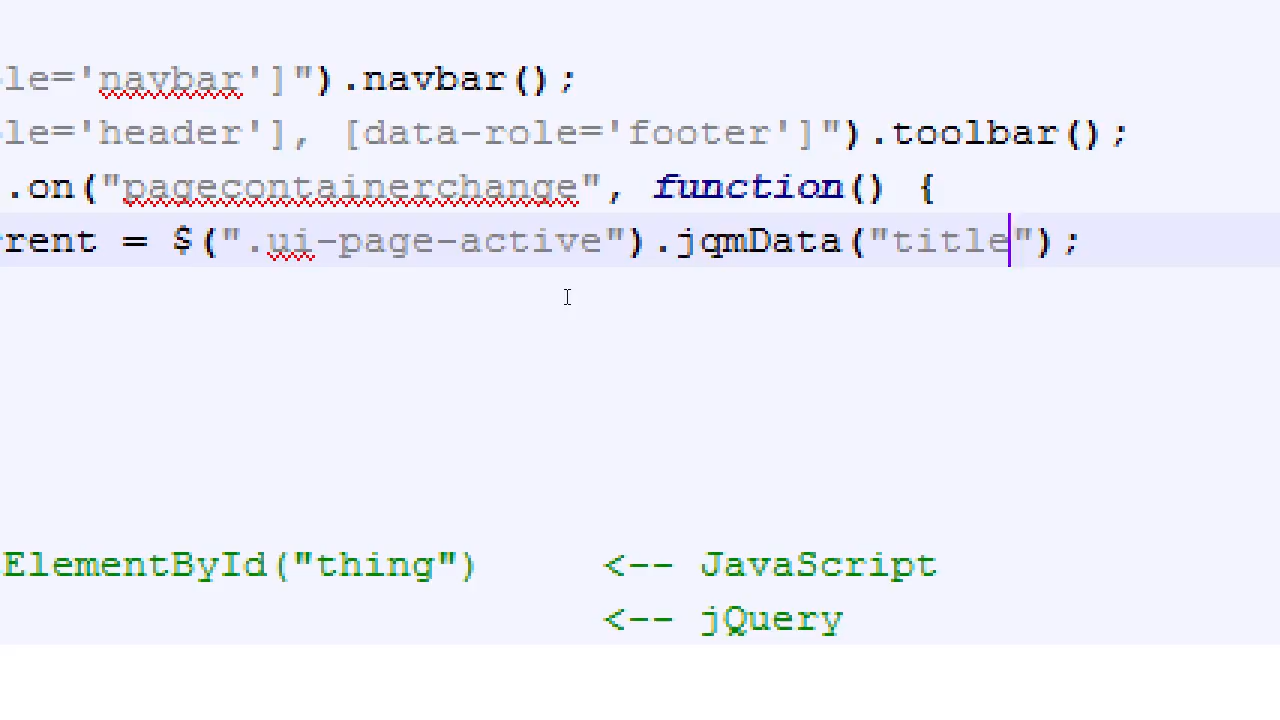 le='navbar']").navbar();
le='header'], [data-role='footer']").toolbar();
.on("pagecontainerchange", function() {
rent = $(".ui-page-active").jqmData("title");
ElementById("thing") <-- JavaScript
<-- jQuery